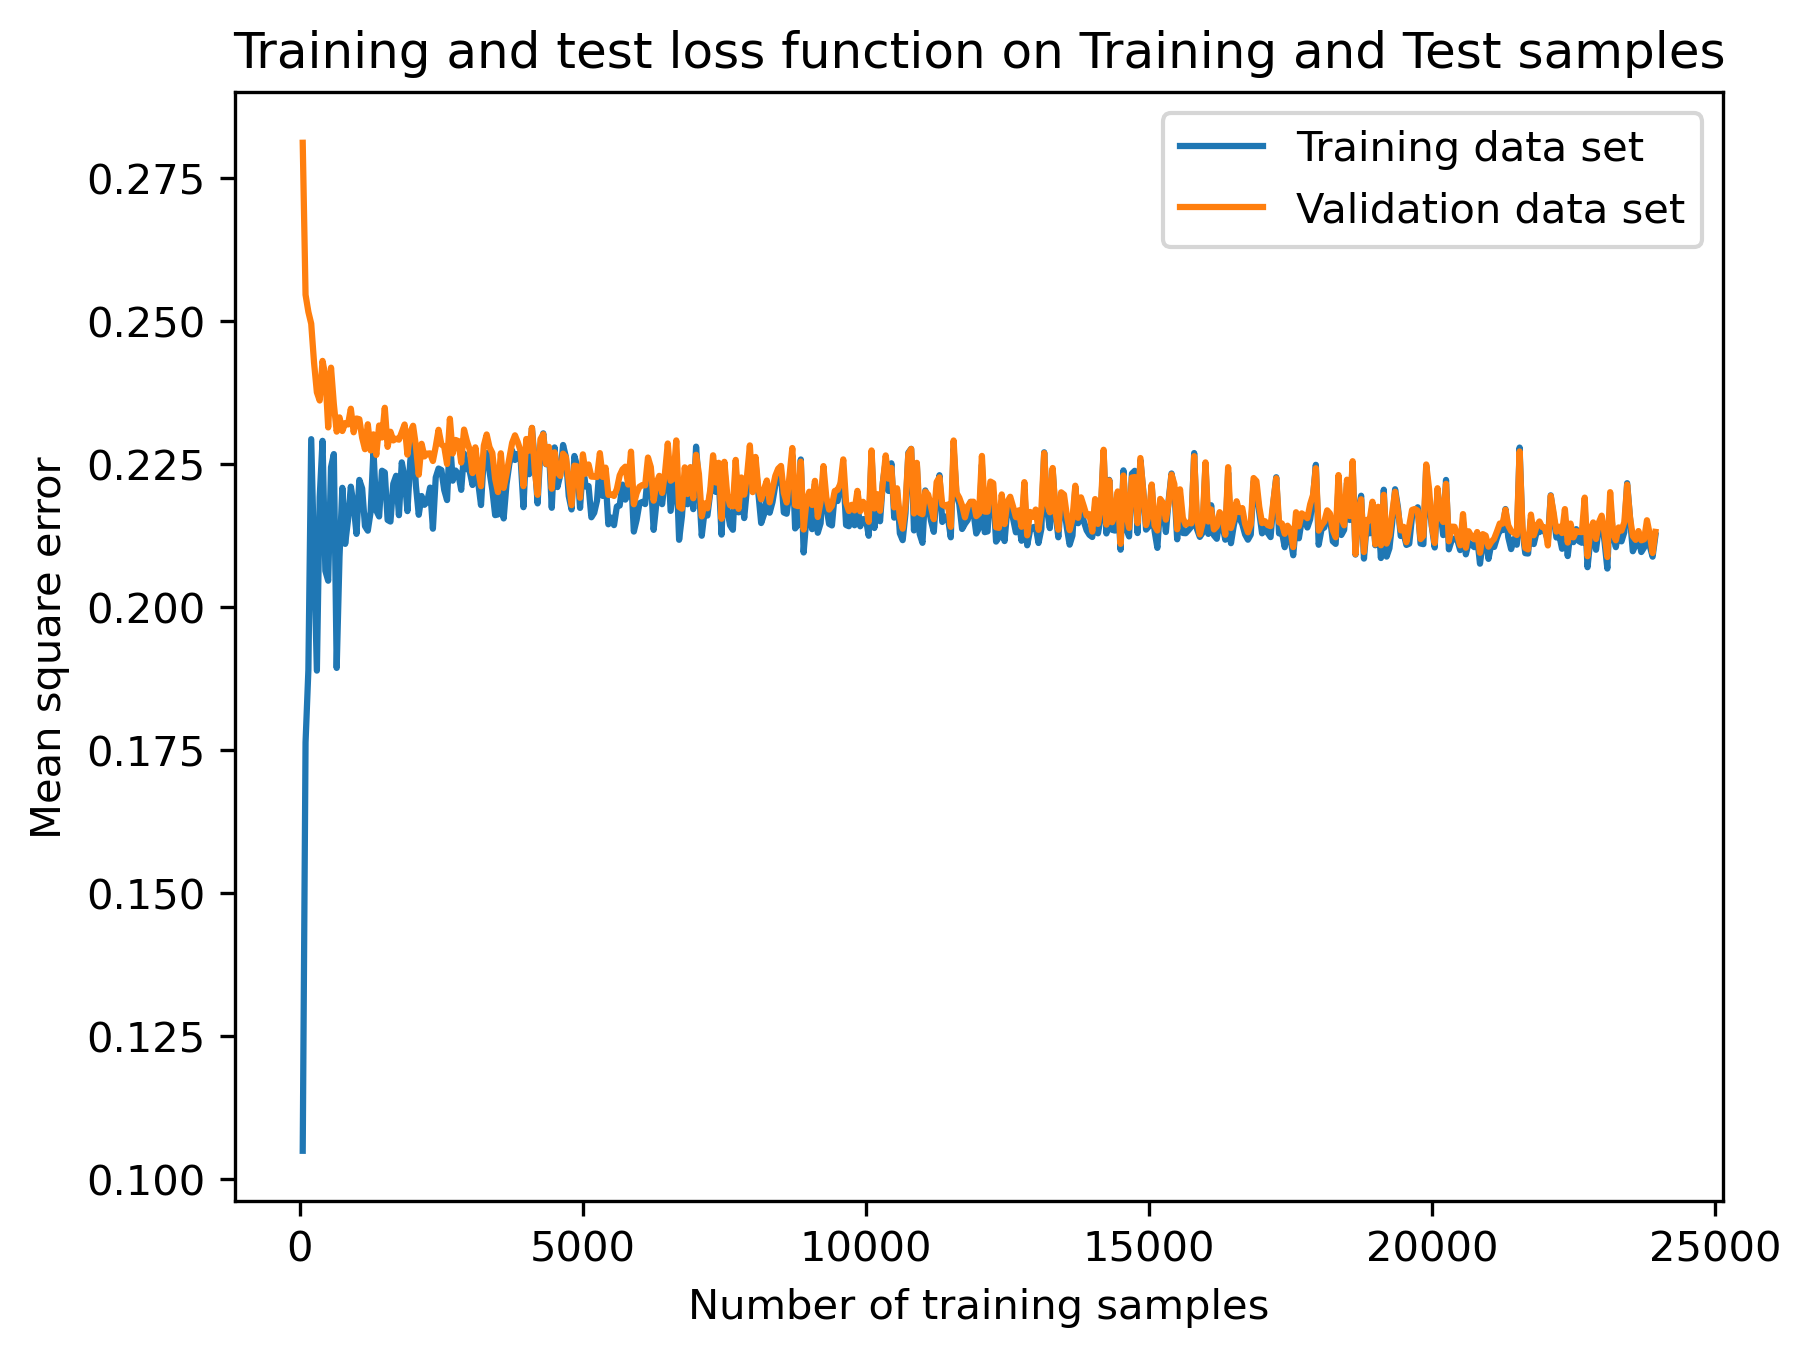 Training and test loss function on Training and Test samples
Training data set
Validation data set
0.275
0.250
0.225
0.200
0.175
0.150
0.125
0.100
Mean square error
0 5000 10000 15000 20000 25000
Number of training samples